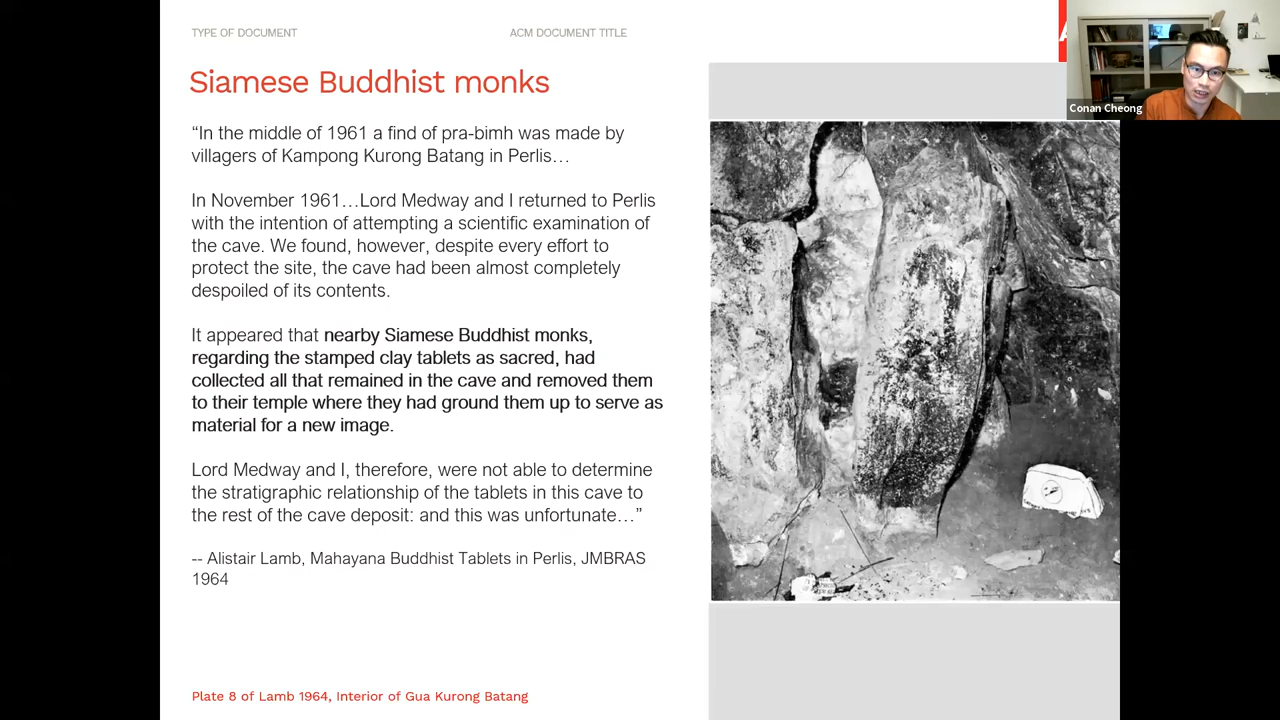 TYPE OF DOCUMENT
ACM DOCUMENT TITLE
Conan Cheong
Siamese Buddhist monks
“In the middle of 1961 a find of pra-bimh was made by
villagers of Kampong Kurong Batang in Perlis…
In November 1961…Lord Medway and I returned to Perlis
with the intention of attempting a scientific examination of
the cave. We found, however, despite every effort to
protect the site, the cave had been almost completely
despoiled of its contents.
It appeared that nearby Siamese Buddhist monks,
regarding the stamped clay tablets as sacred, had
collected all that remained in the cave and removed them
to their temple where they had ground them up to serve as
material for a new image.
Lord Medway and I, therefore, were not able to determine
the stratigraphic relationship of the tablets in this cave to
the rest of the cave deposit: and this was unfortunate…”
-- Alistair Lamb, Mahayana Buddhist Tablets in Perlis, JMBRAS
1964
Plate 8 of Lamb 1964, Interior of Gua Kurong Batang